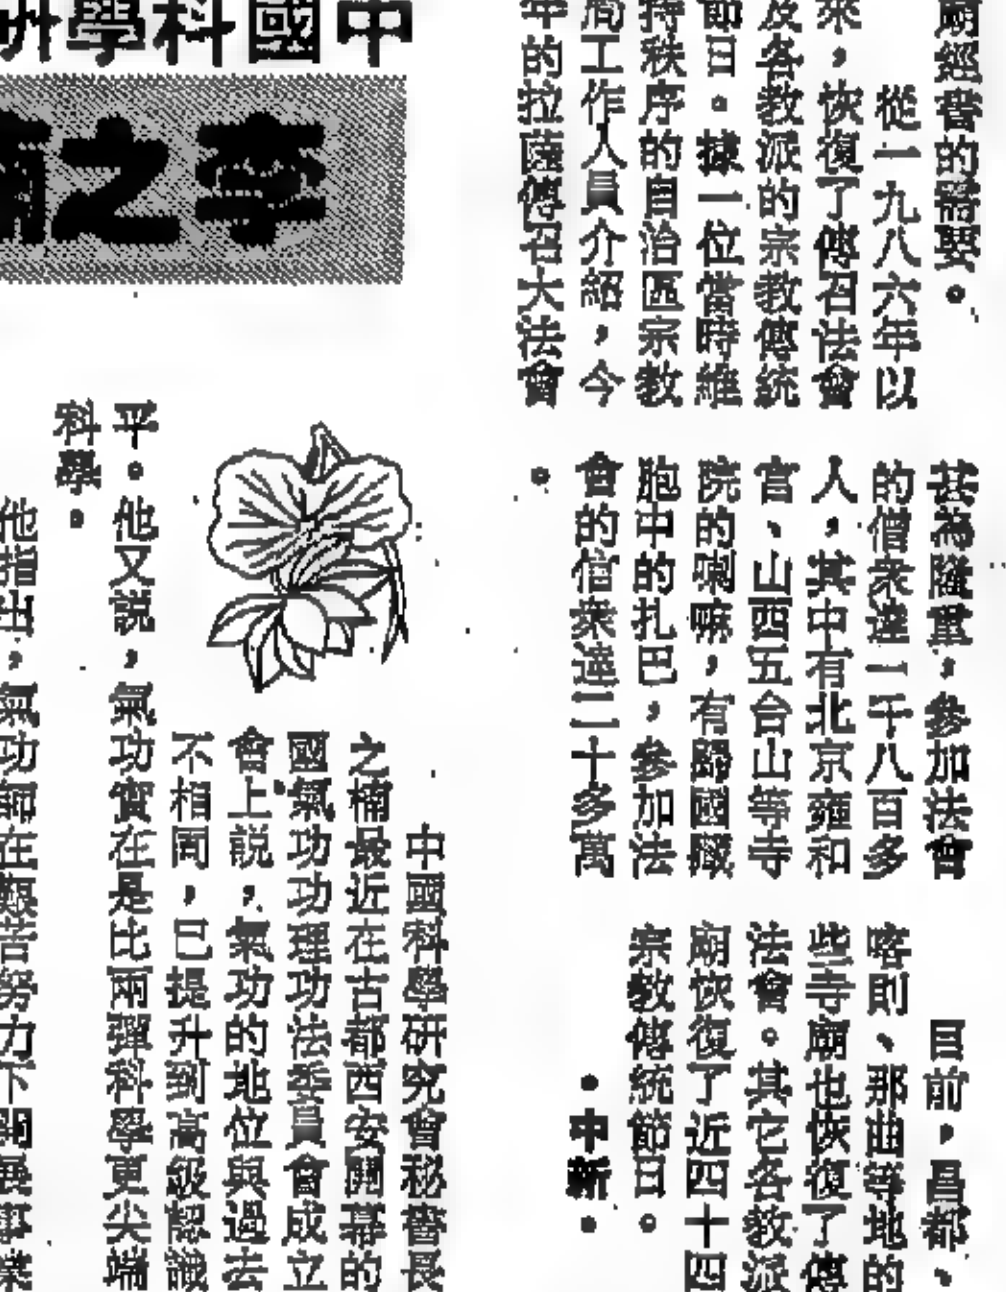 廟經費的需要。
從一九八六年以
來，恢復了傳召法會
及各教派的宗教傳統
節日。據一位當時維
持秩序的自治區宗教
局工作人員介紹，今
年的拉薩傳召大法會
甚為隆重，參加法會
的僧衆達一千八百多
人，其中有北京雍和
宮、山西五台山等寺
院的喇嘛，有歸國藏
胞中的扎巴，參加法
會的信衆達二十多萬
。
目前，昌都、
喀則、那曲等地的
些寺廟也恢復了傳
法會。其它各教派
廟恢復了近四十四
宗教傳統節日。
•中新•
中國科學研
李之楠
中國科學研究會秘書長
之楠最近在古都西安開幕的
國氣功功理功法委員會成立
會上説，氣功的地位與過去
不相同，已提升到高級認識
平。他又説，氣功實在是比兩彈科學更尖端
科學。
他指出，氣功師在艱苦努力下開展事業